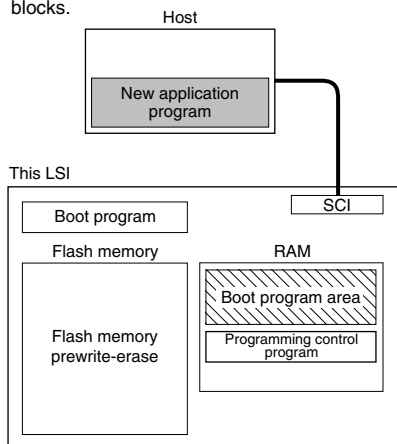 blocks.
Host
New application
program
This LSI
SCI
Boot program
Flash memory
RAM
Boot program area
Flash memory
prewrite-erase
Programming control
program